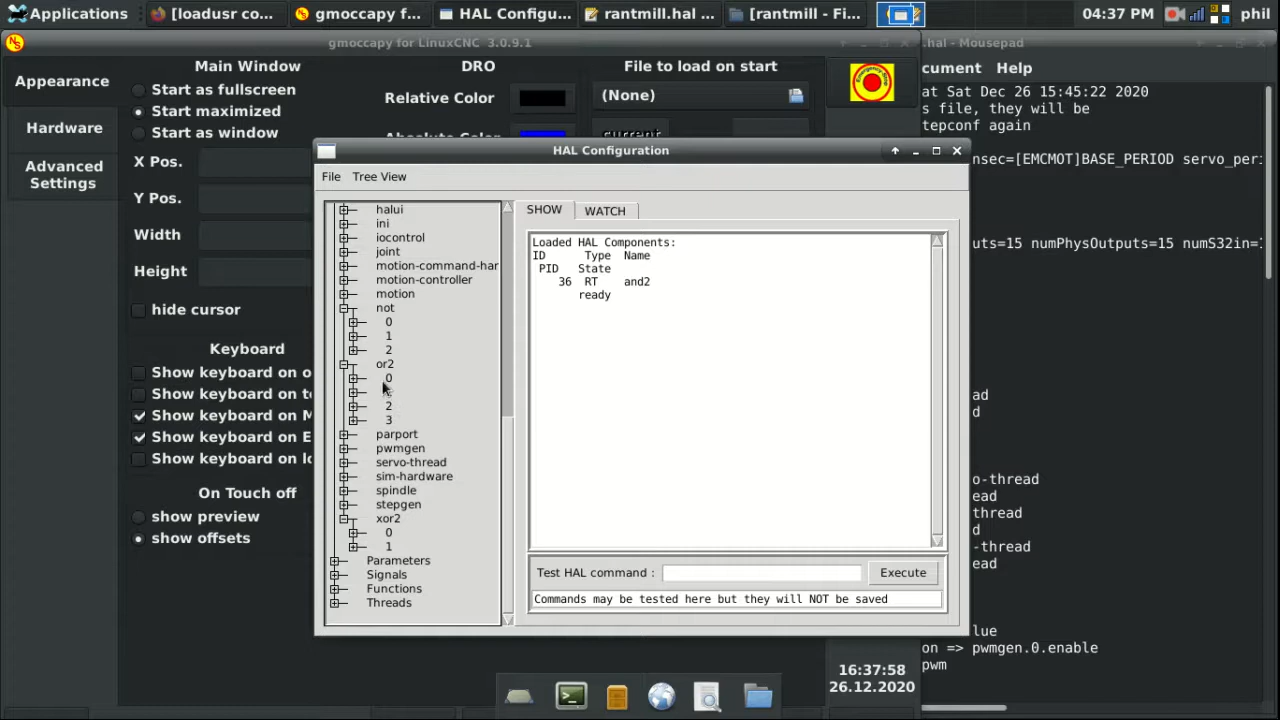 Applications
[loadusr co...
gmoccapy f...
HAL Configu...
rantmill.hal ...
[rantmill - Fi...
04:37 PM
phil
gmoccapy for LinuxCNC 3.0.9.1
.hal - Mousepad
Appearance
Hardware
Advanced
Settings
Main Window
Start as fullscreen
Start maximized
Start as window
X Pos.
Y Pos.
Width
Height
hide cursor
Keyboard
Show keyboard on o
Show keyboard on t
Show keyboard on M
Show keyboard on E
Show keyboard on l
On Touch off
show preview
show offsets
DRO
Relative Color
Absolute Color
File to load on start
(None)
current
Emergency Stop
cument Help
at Sat Dec 26 15:45:22 2020
s file, they will be
tepconf again
nsec=[EMCMOT]BASE_PERIOD servo_peri
uts=15 numPhysOutputs=15 numS32in=1
ad
d
o-thread
ead
thread
d
-thread
ead
lue
on => pwmgen.0.enable
pwm
HAL Configuration
File Tree View
halui
ini
iocontrol
joint
motion-command-har
motion-controller
motion
not
0
1
2
or2
0
2
3
parport
pwmgen
servo-thread
sim-hardware
spindle
stepgen
xor2
0
1
Parameters
Signals
Functions
Threads
SHOW WATCH
Loaded HAL Components:
ID Type Name
PID State
36 RT and2
ready
Test HAL command :
Execute
Commands may be tested here but they will NOT be saved
16:37:58
26.12.2020